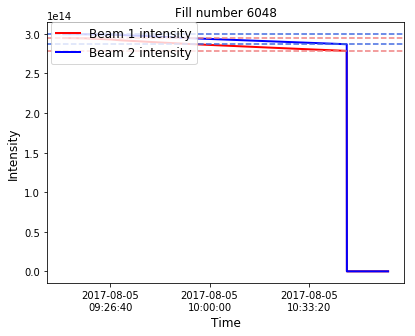 Fill number 6048
1e14
Beam 1 intensity
Beam 2 intensity
3.0
2.5
2.0
1.5
1.0
0.5
0.0
Intensity
2017-08-05
09:26:40
2017-08-05
10:00:00
2017-08-05
10:33:20
Time